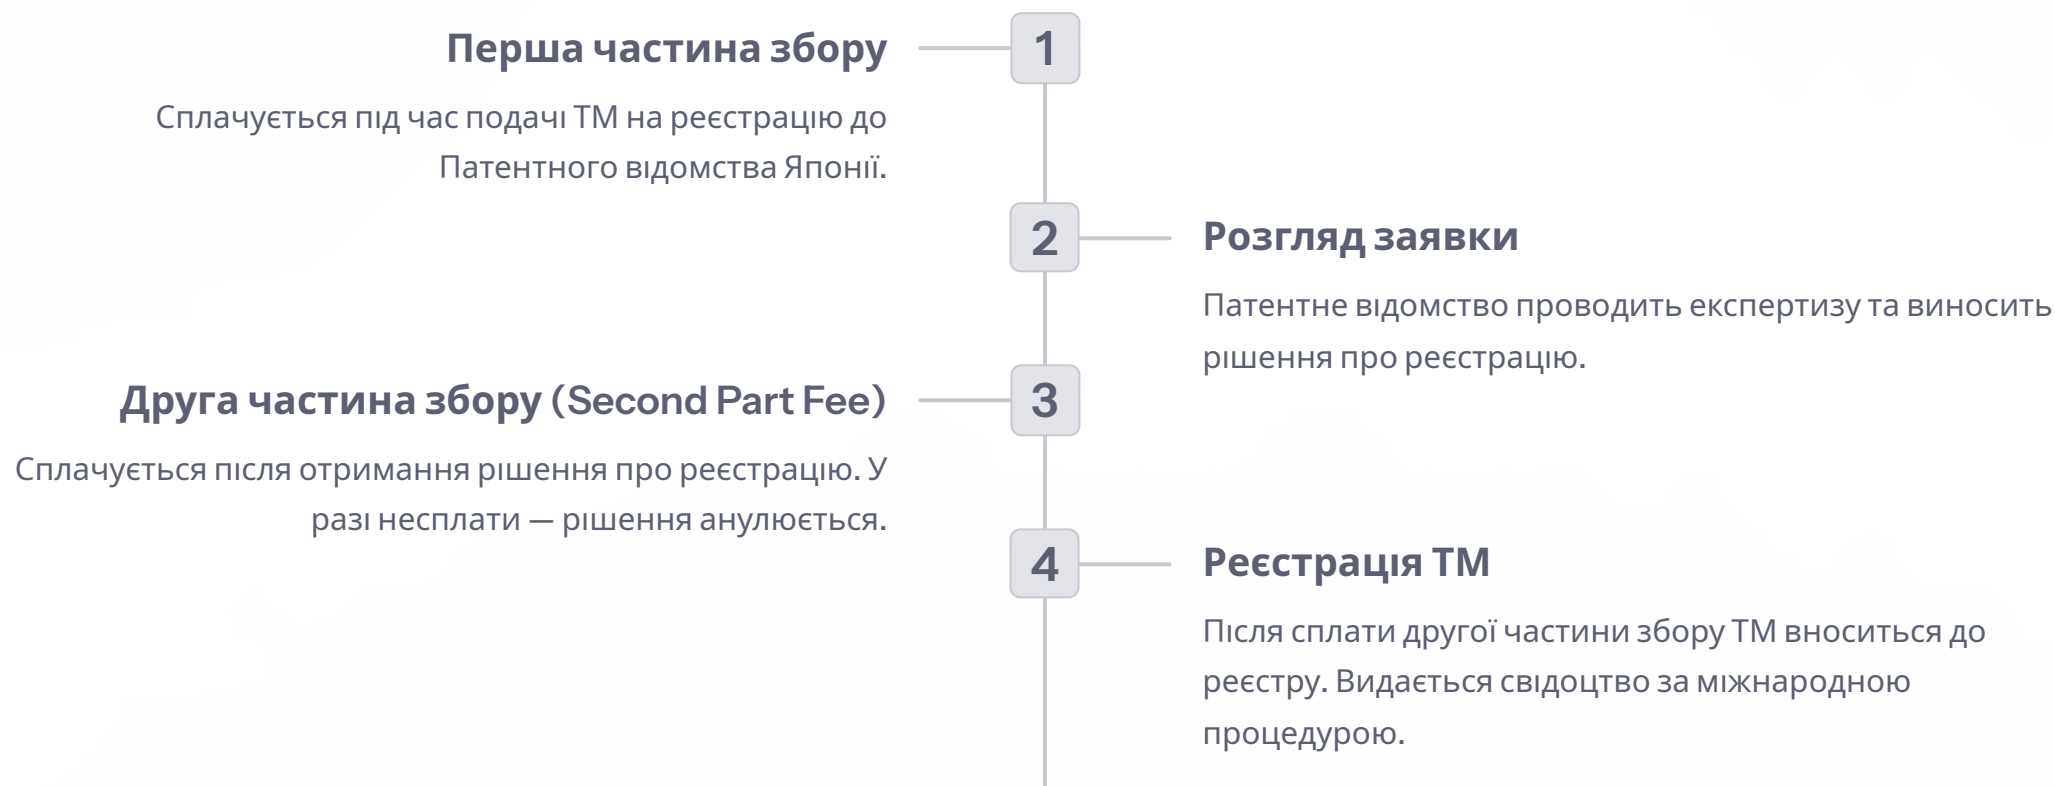 Перша частина збору
1
Сплачується під час подачі ТМ на реєстрацію до
Патентного відомства Японії.
2
Розгляд заявки
Патентне відомство проводить експертизу та виносить
рішення про реєстрацію.
Друга частина збору (Second Part Fee)
3
Сплачується після отримання рішення про реєстрацію. У
разі несплати — рішення анулюється.
4
Реєстрація ТМ
Після сплати другої частини збору ТМ вноситься до
реєстру. Видається свідоцтво за міжнародною
процедурою.